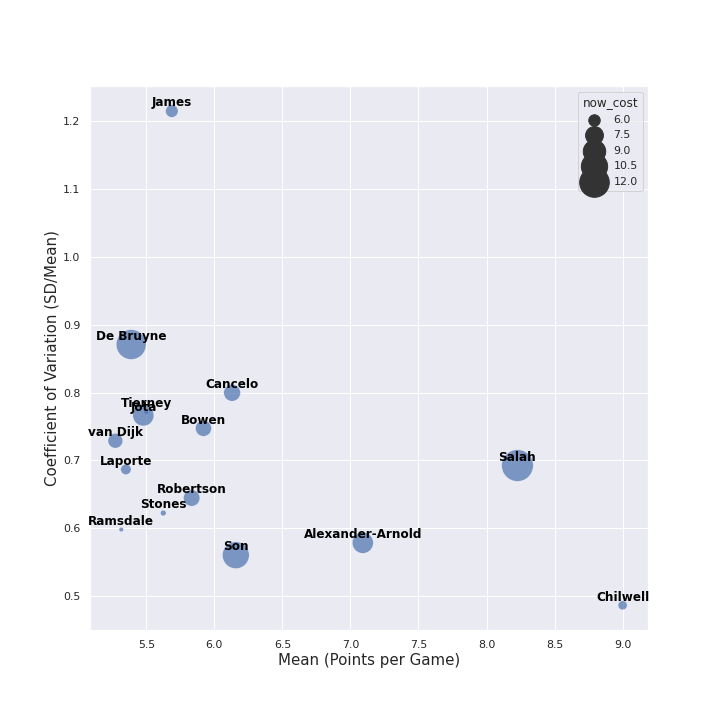 James
now_cost
6.0
7.5
9.0
10.5
12.0
1.2
1.1
1.0
0.9
0.8
0.7
0.6
0.5
Coefficient of Variation (SD/Mean)
De Bruyne
Cancelo
Tierney
Jota
Bowen
van Dijk
Salah
Laporte
Robertson
Stones
Ramsdale
Alexander-Arnold
Son
Chilwell
5.5 6.0 6.5 7.0 7.5 8.0 8.5 9.0
Mean (Points per Game)